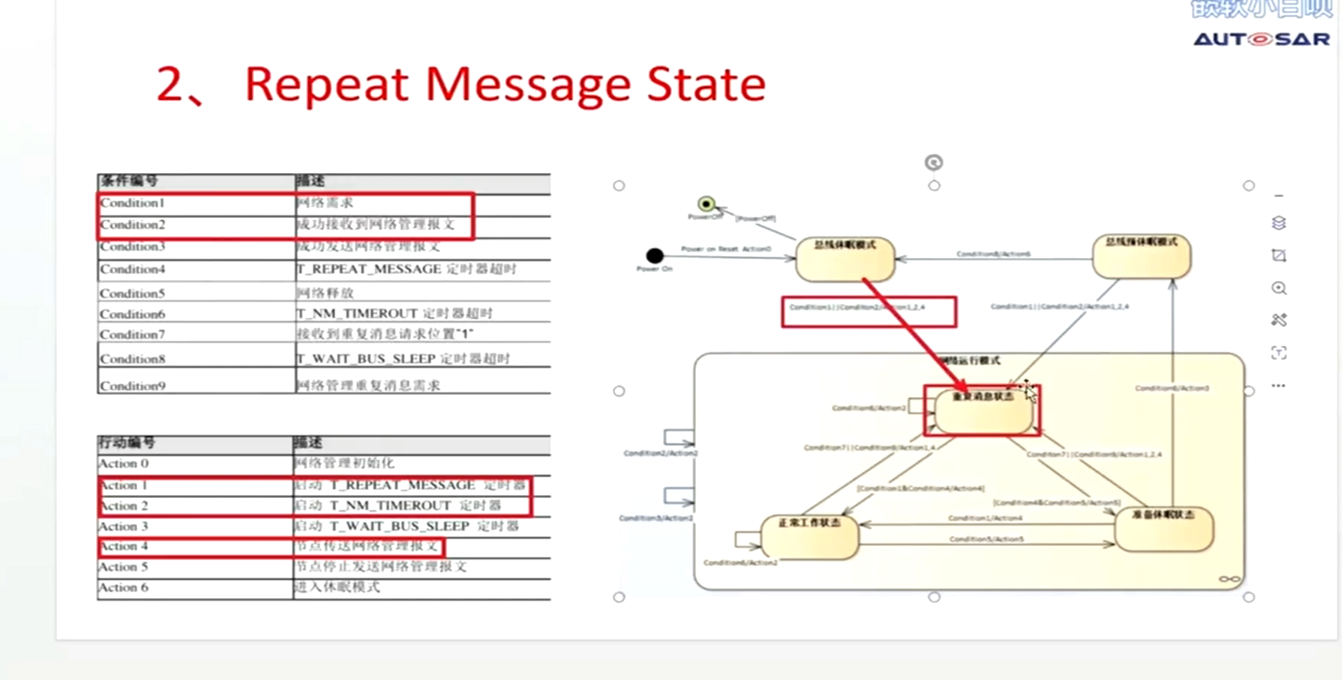 嵌软小白呗
AUTOSAR
2、 Repeat Message State
条件编号 描述
Condition1 网络需求
Condition2 成功接收到网络管理报文
Condition3 成功发送网络管理报文
Condition4 T_REPEAT_MESSAGE 定时器超时
Condition5 网络释放
Condition6 T_NM_TIMEOUT 定时器超时
Condition7 接收到重复消息请求位置"1"
Condition8 T_WAIT_BUS_SLEEP 定时器超时
Condition9 网络管理重复消息需求
行动编号 描述
Action 0 网络管理初始化
Action 1 启动 T_REPEAT_MESSAGE 定时器
Action 2 启动 T_NM_TIMEOUT 定时器
Action 3 启动 T_WAIT_BUS_SLEEP 定时器
Action 4 节点传送网络管理报文
Action 5 节点停止发送网络管理报文
Action 6 进入休眠模式
PowerOff
[PowerOff]
Power On
Power on Reset Action0
总线休眠模式
Condition8/Action6
总线预休眠模式
Condition1||Condition2/Action1,2,4
Condition1||Condition2/Action1,2,4
网络运行模式
Condition6/Action3
重复消息状态
Condition6/Action2
Condition2/Action2
Condition7||Condition9/Action1,4
Condition7||Condition9/Action1,2,4
[Condition1&Condition4/Action4]
[Condition4&Condition5/Action5]
Condition3/Action2
正常工作状态
Condition1/Action4
准备休眠状态
Condition5/Action5
Condition6/Action2